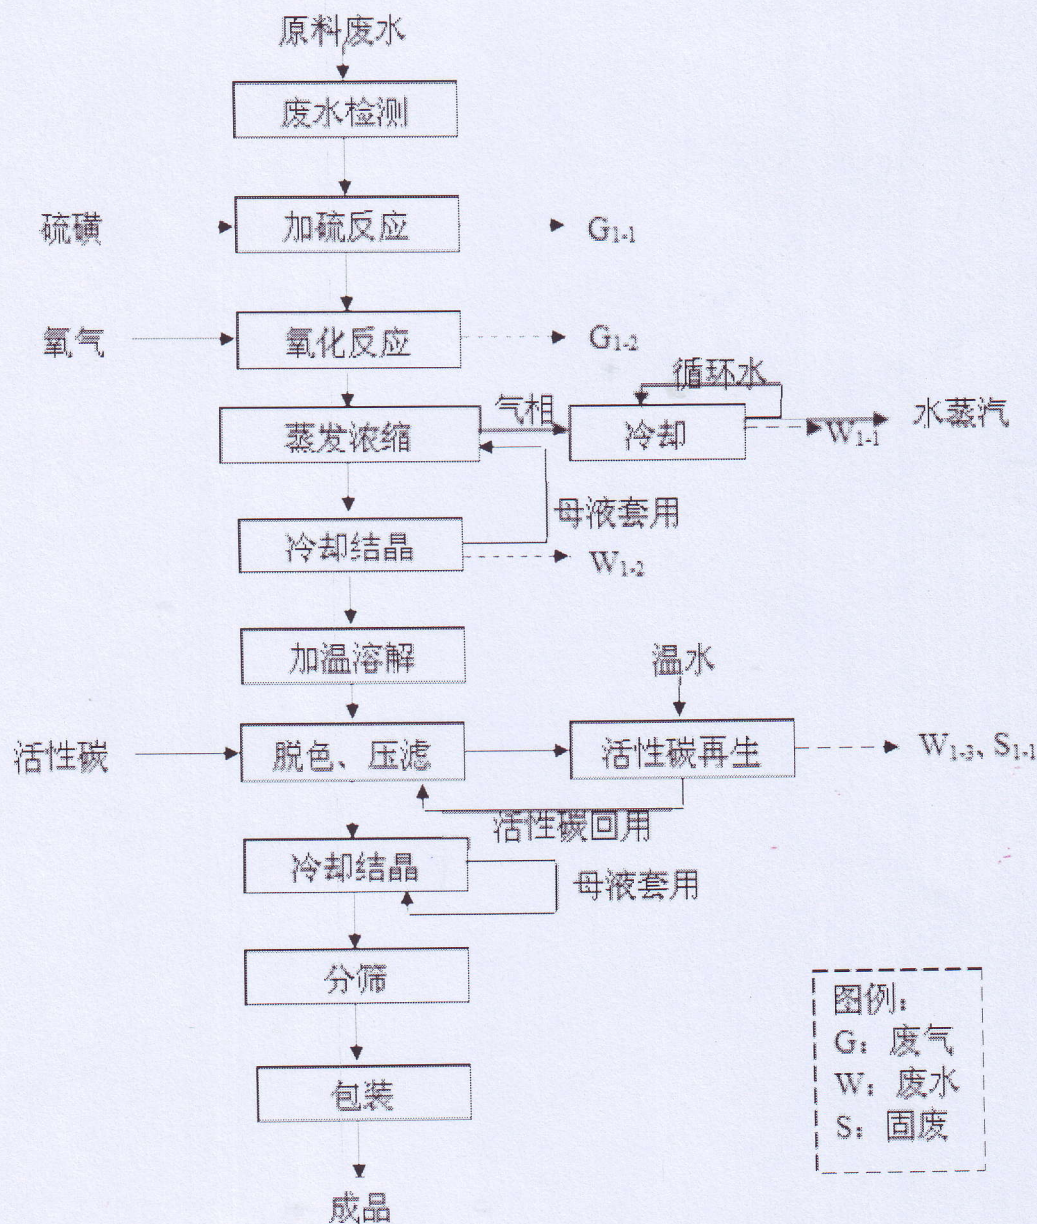 原料废水
废水检测
硫磺
加硫反应
G1-1
氧气
氧化反应
G1-2
循环水
气相
水蒸汽
蒸发浓缩
冷却
W1-1
母液套用
冷却结晶
W1-2
加温溶解
温水
活性碳
脱色、压滤
活性碳再生
W1-3、S1-1
活性碳回用
冷却结晶
母液套用
分筛
图例：
G：废气
W：废水
S：固废
包装
成品